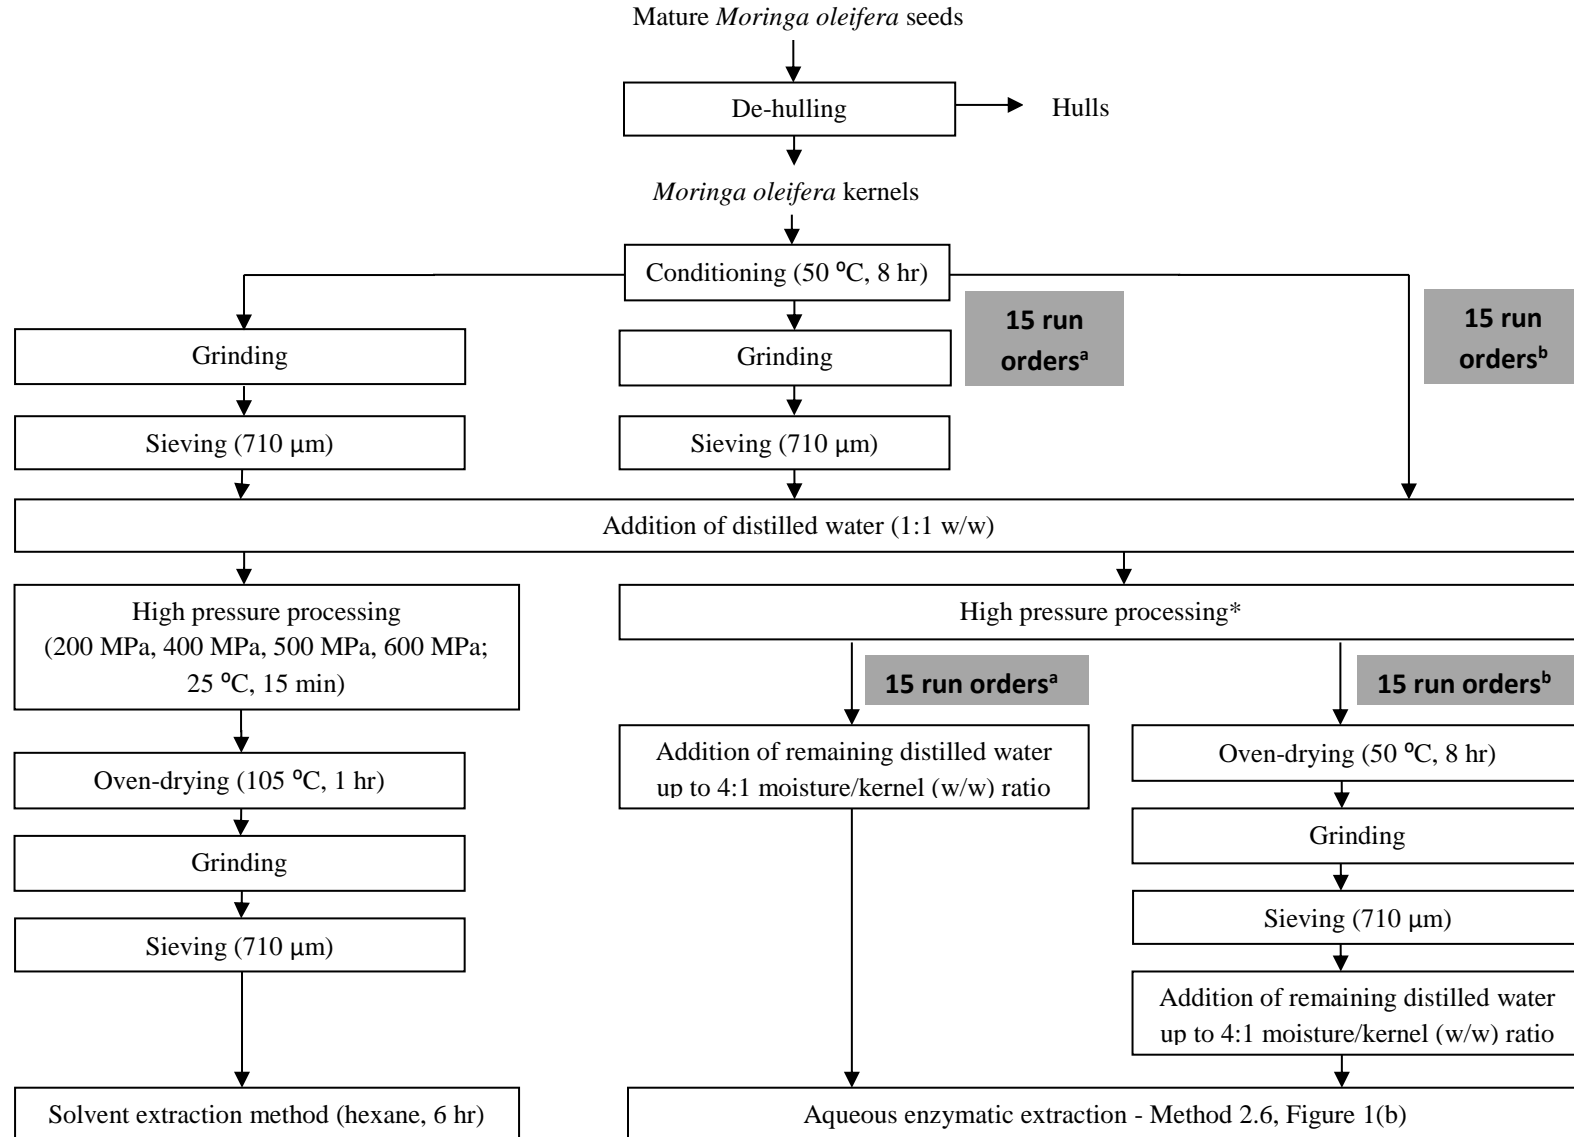 Mature Moringa oleifera seeds
De-hulling
Hulls
Moringa oleifera kernels
Conditioning (50 ⁰C, 8 hr)
15 run
orders^a
15 run
orders^b
Grinding
Grinding
Sieving (710 µm)
Sieving (710 µm)
Addition of distilled water (1:1 w/w)
High pressure processing
(200 MPa, 400 MPa, 500 MPa, 600 MPa;
25 ⁰C, 15 min)
High pressure processing*
15 run orders^a
15 run orders^b
Oven-drying (105 ⁰C, 1 hr)
Addition of remaining distilled water
up to 4:1 moisture/kernel (w/w) ratio
Oven-drying (50 ⁰C, 8 hr)
Grinding
Grinding
Sieving (710 µm)
Sieving (710 µm)
Addition of remaining distilled water
up to 4:1 moisture/kernel (w/w) ratio
Solvent extraction method (hexane, 6 hr)
Aqueous enzymatic extraction - Method 2.6, Figure 1(b)